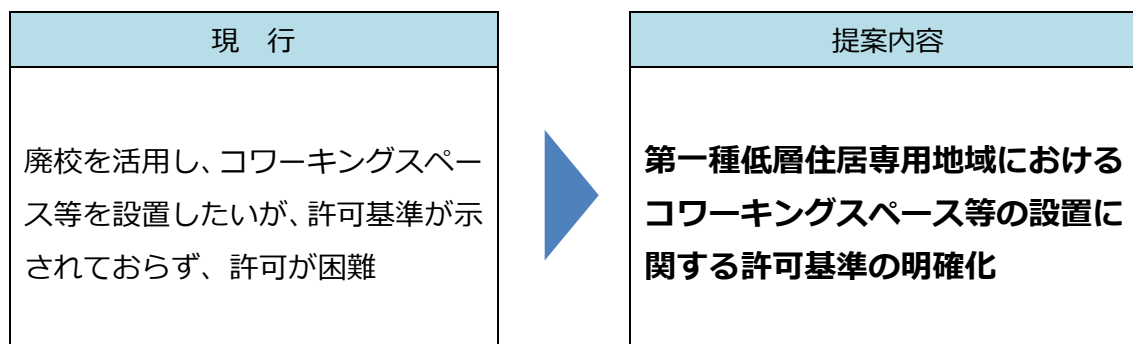 現　行
廃校を活用し、コワーキングスペー
ス等を設置したいが、許可基準が示
されておらず、許可が困難
提案内容
第一種低層住居専用地域における
コワーキングスペース等の設置に
関する許可基準の明確化